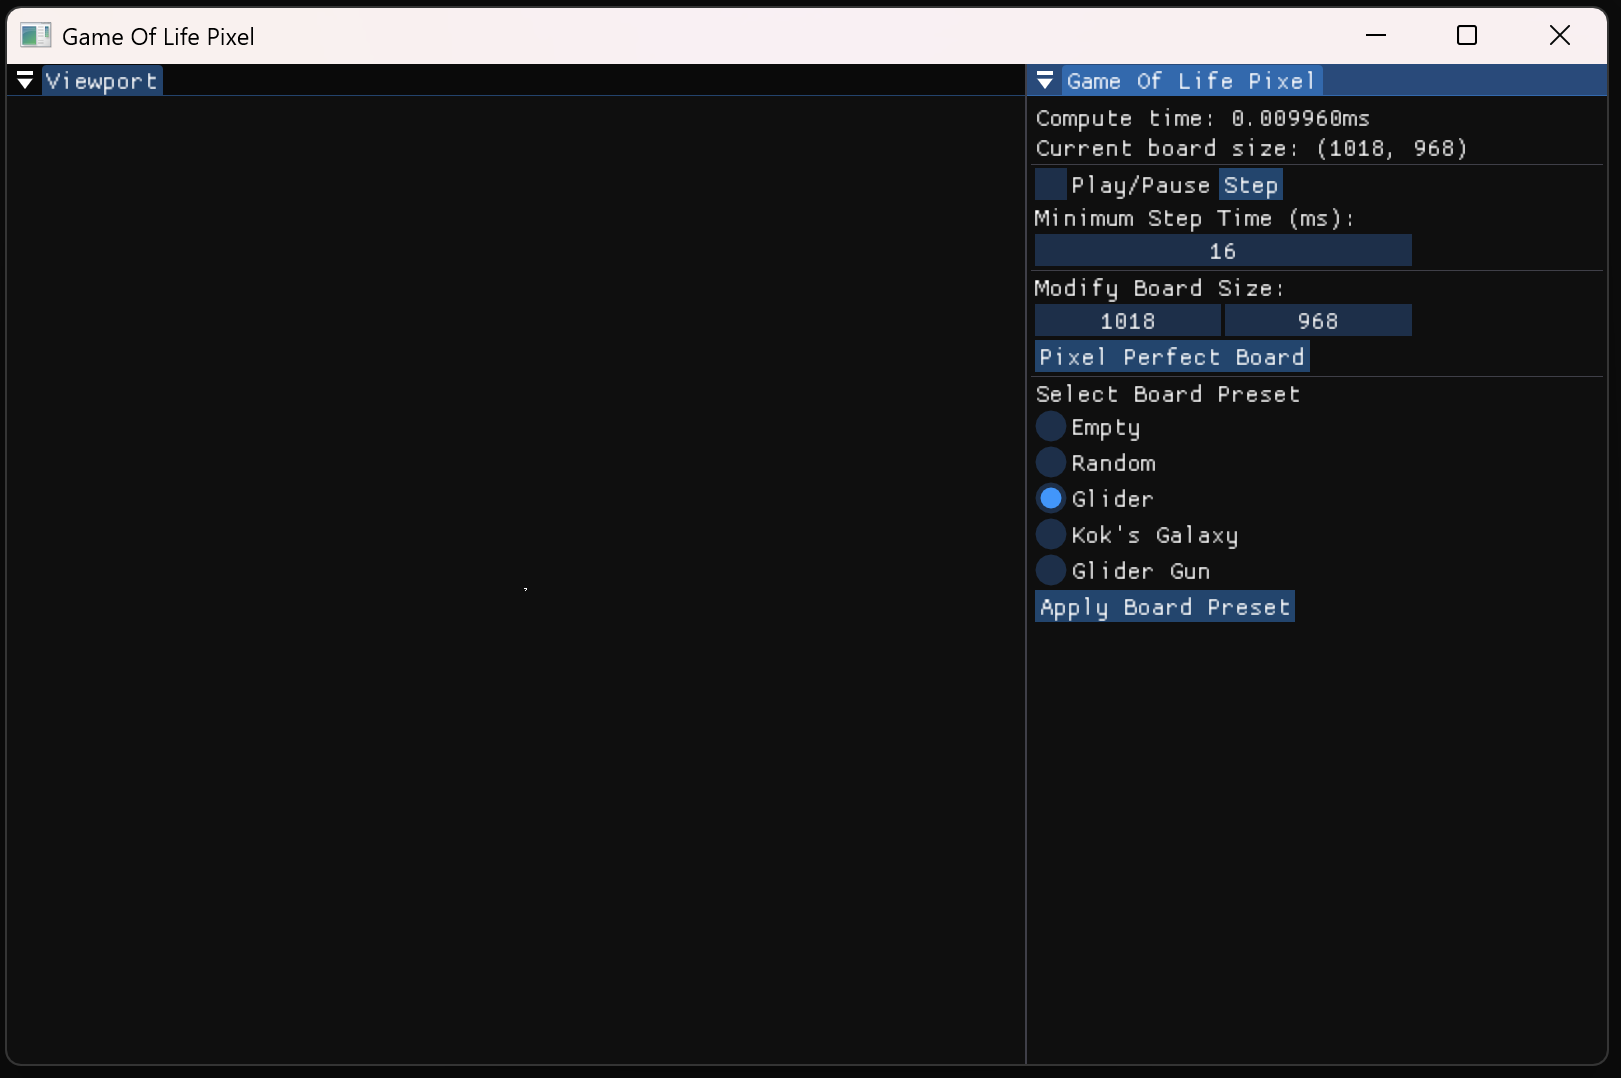 Game Of Life Pixel
Viewport
Game Of Life Pixel
Compute time: 0.009960ms
Current board size: (1018, 968)
Play/Pause Step
Minimum Step Time (ms):
16
Modify Board Size:
1018 968
Pixel Perfect Board
Select Board Preset
Empty
Random
Glider
Kok's Galaxy
Glider Gun
Apply Board Preset